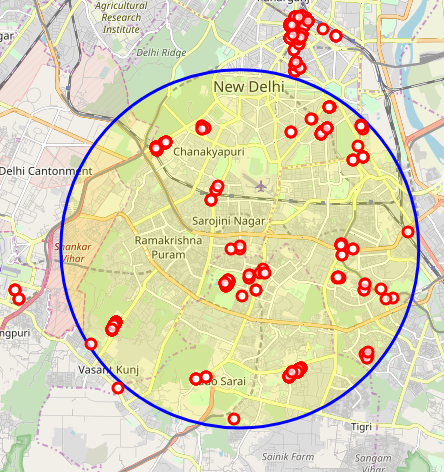 Agricultural
Research
Institute
Delhi Ridge
New Delhi
Chanakyapuri
Delhi Cantonment
Sarojini Nagar
Ramakrishna
Puram
Shankar
Vihar
Vasant Kunj
Sarai
Tigri
Sainik Farm
Sangam
Vihar